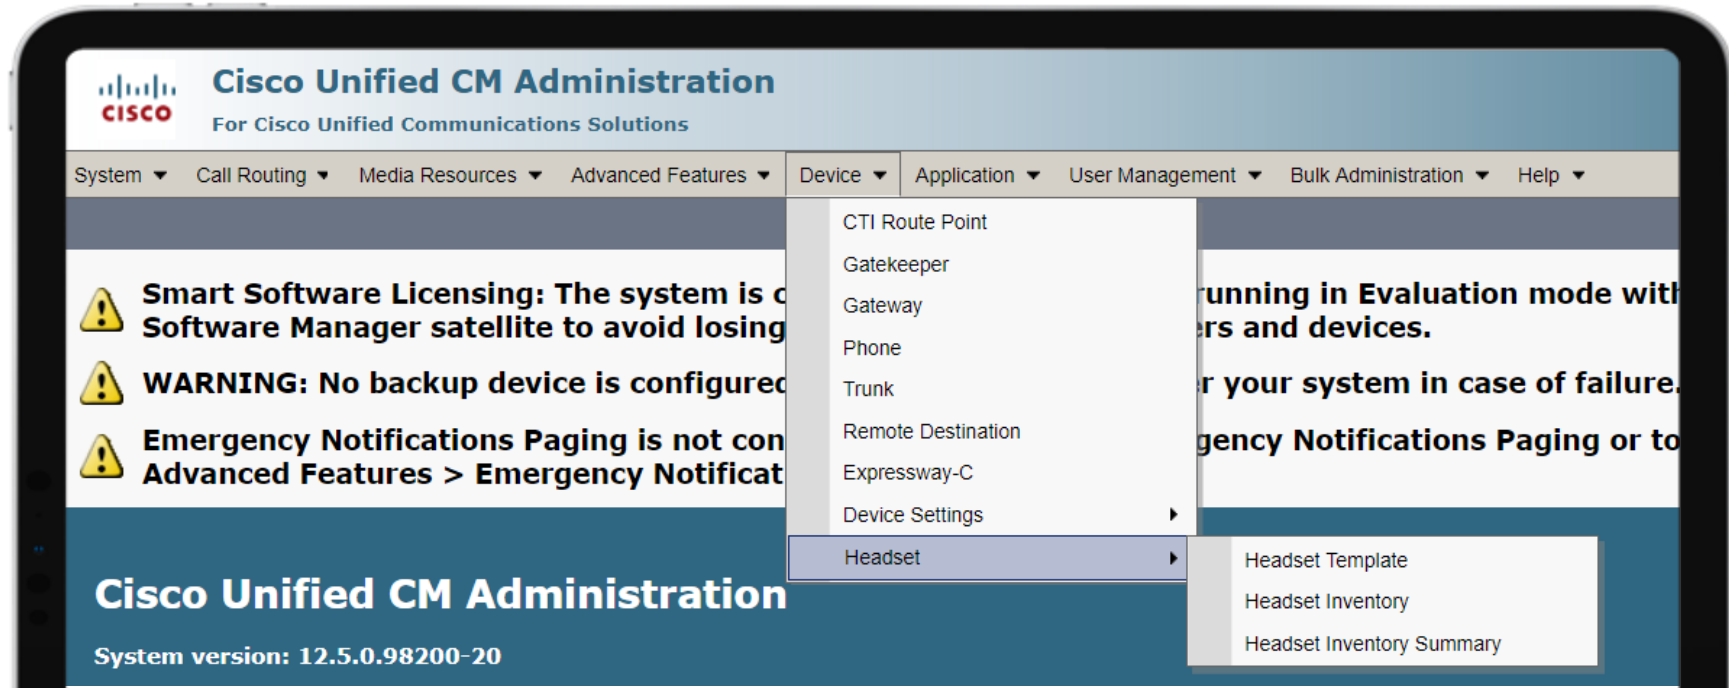 CISCO
Cisco Unified CM Administration
For Cisco Unified Communications Solutions
System Call Routing Media Resources Advanced Features Device Application User Management Bulk Administration Help
CTI Route Point
Gatekeeper
Gateway
Phone
Trunk
Remote Destination
Expressway-C
Device Settings
Headset
Headset Template
Headset Inventory
Headset Inventory Summary
Smart Software Licensing: The system is running in Evaluation mode with
Software Manager satellite to avoid losing and devices.
WARNING: No backup device is configured your system in case of failure.
Emergency Notifications Paging is not Notifications Paging or to
Advanced Features > Emergency
Cisco Unified CM Administration
System version: 12.5.0.98200-20